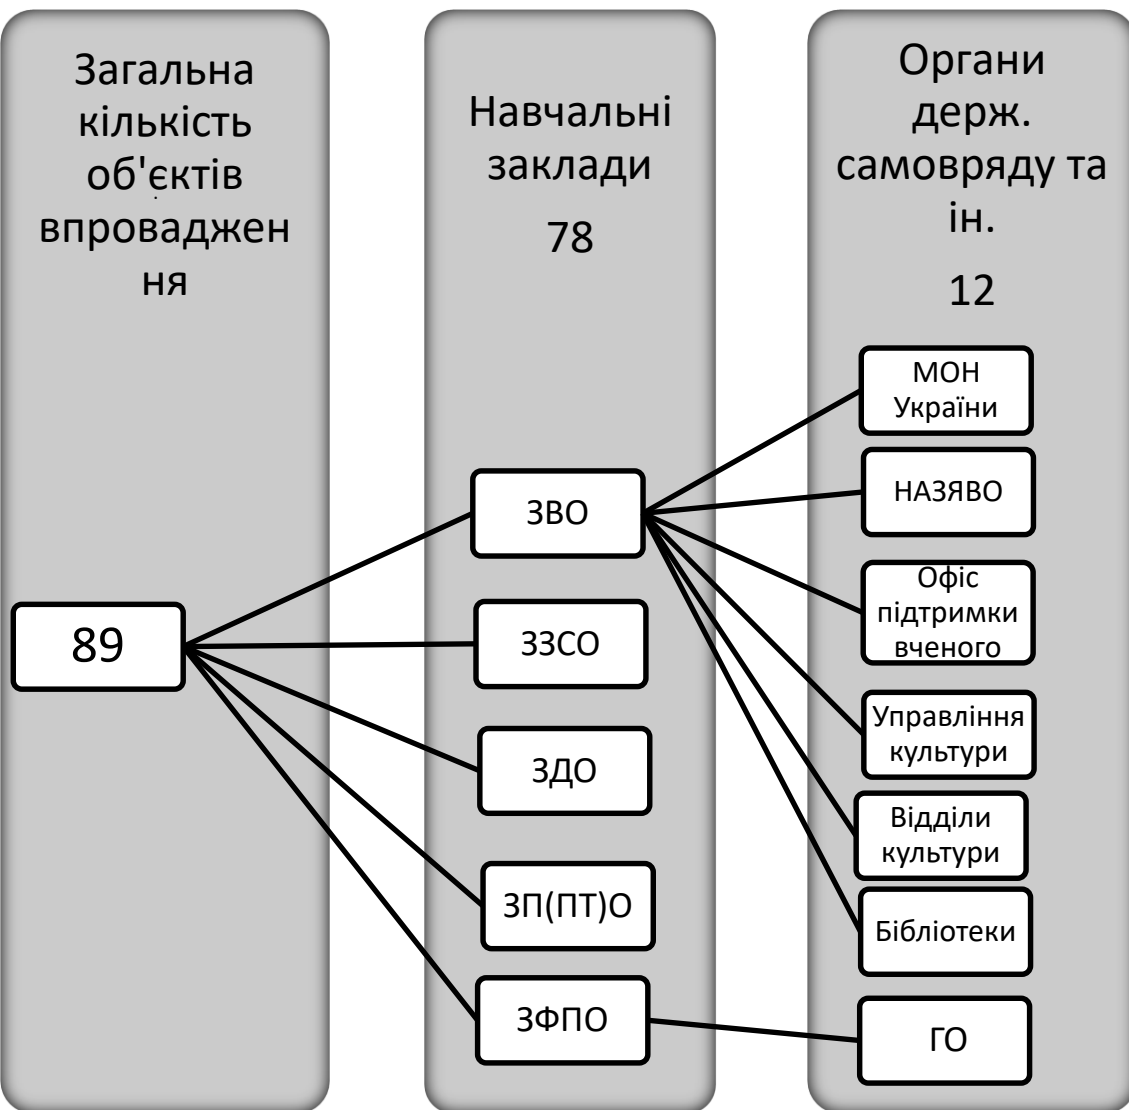 Загальна
кількість
об'єктів
впроваджен
ня
89
Навчальні
заклади
78
ЗВО
ЗЗСО
ЗДО
ЗП(ПТ)О
ЗФПО
Органи
держ.
самовряду та
ін.
12
МОН
України
НАЗЯВО
Офіс
підтримки
вченого
Управління
культури
Відділи
культури
Бібліотеки
ГО